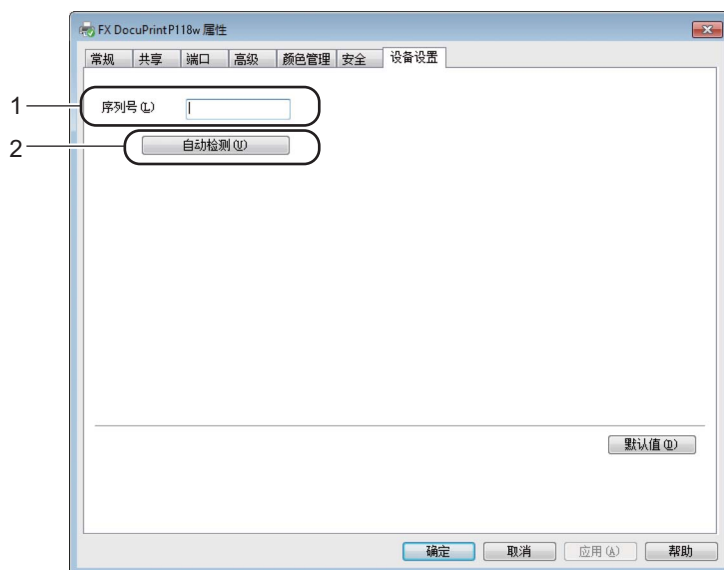 FX DocuPrint P118w 属性
常规 共享 端口 高级 颜色管理 安全 设备设置
1 序列号(L)
2 自动检测(U)
默认值(D)
确定 取消 应用(A) 帮助